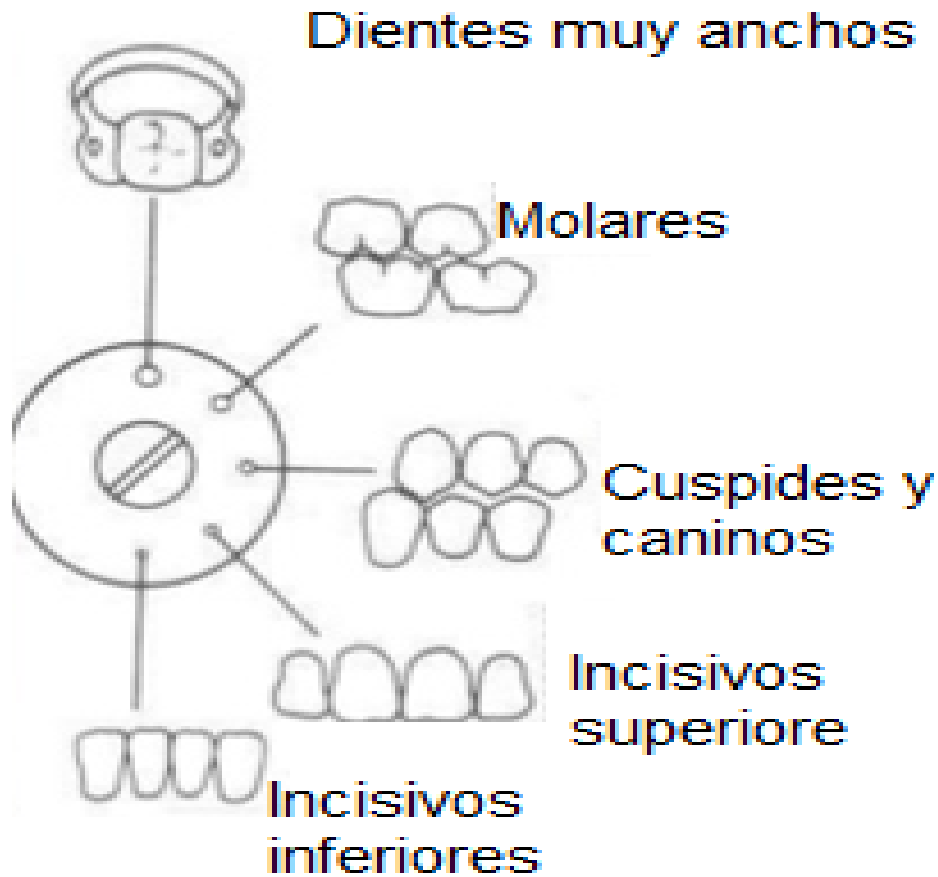 Dientes muy anchos
Molares
Cuspides y
caninos
Incisivos
superiore
Incisivos
inferiores